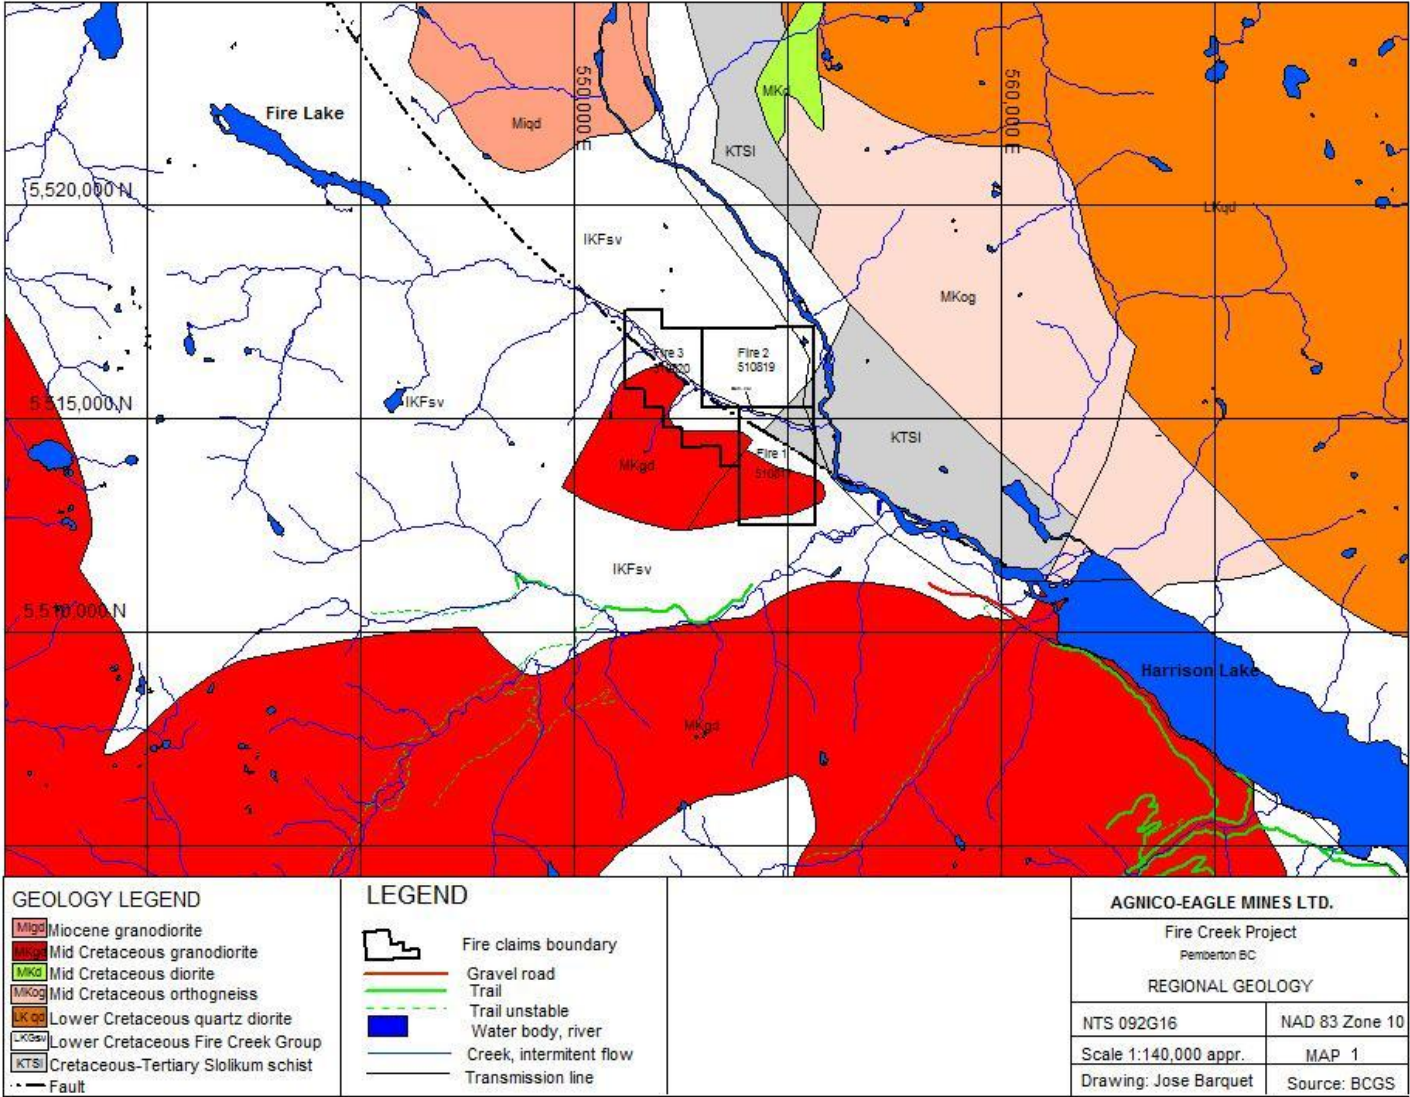 Fire Lake
550,000 m
560,000 E
Miqd
MKd
KTSI
5,520,000 N
LKqd
IKFsv
MKog
Fire 3
Fire 2
510819
IKFsv
5,515,000 N
KTSI
Fire 1
MKgd
IKFsv
5,510,000 N
Harrison Lake
MKgd
GEOLOGY LEGEND
Migd Miocene granodiorite
MKgd Mid Cretaceous granodiorite
MKd Mid Cretaceous diorite
MKog Mid Cretaceous orthogneiss
LK qd Lower Cretaceous quartz diorite
LKGsv Lower Cretaceous Fire Creek Group
KTSI Cretaceous-Tertiary Slolikum schist
Fault
LEGEND
Fire claims boundary
Gravel road
Trail
Trail unstable
Water body, river
Creek, intermitent flow
Transmission line
AGNICO-EAGLE MINES LTD.
Fire Creek Project
Pemberton BC
REGIONAL GEOLOGY
NTS 092G16
NAD 83 Zone 10
Scale 1:140,000 appr.
MAP 1
Drawing: Jose Barquet
Source: BCGS